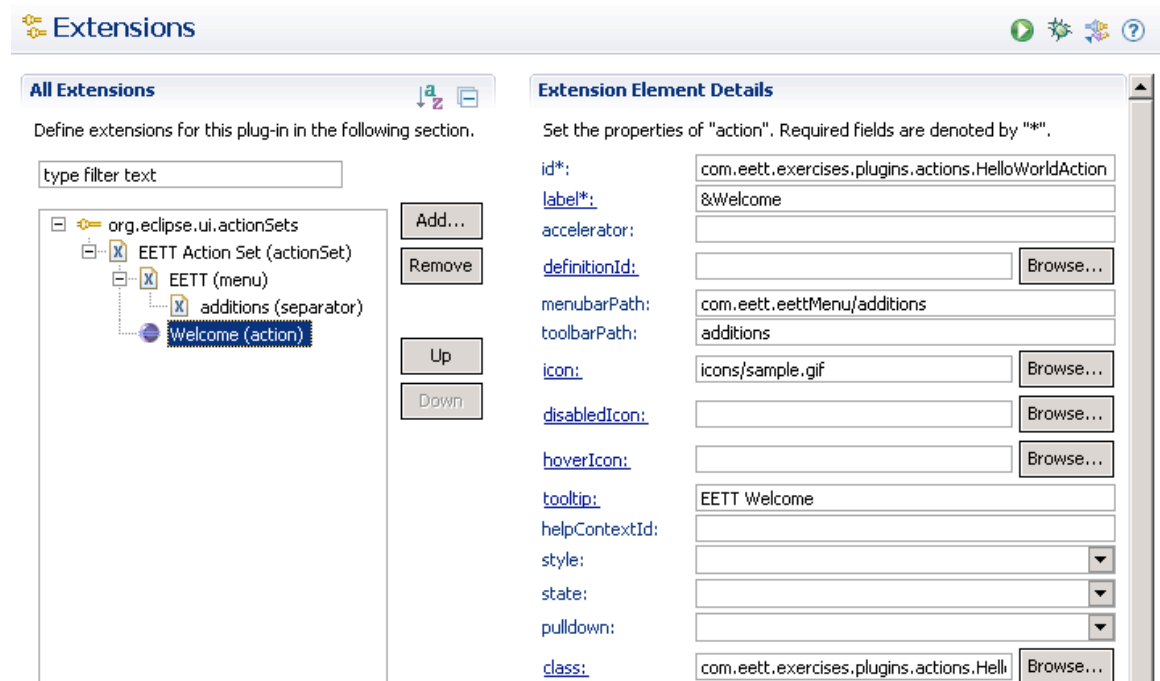 Extensions
All Extensions
Define extensions for this plug-in in the following section.
type filter text
org.eclipse.ui.actionSets
EETT Action Set (actionSet)
EETT (menu)
additions (separator)
Welcome (action)
Add...
Remove
Up
Down
Extension Element Details
Set the properties of "action". Required fields are denoted by "*".
id*: com.eett.exercises.plugins.actions.HelloWorldAction
label*: &Welcome
accelerator:
definitionId: Browse...
menubarPath: com.eett.eettMenu/additions
toolbarPath: additions
icon: icons/sample.gif Browse...
disabledIcon: Browse...
hoverIcon: Browse...
tooltip: EETT Welcome
helpContextId:
style:
state:
pulldown:
class: com.eett.exercises.plugins.actions.Hell Browse...